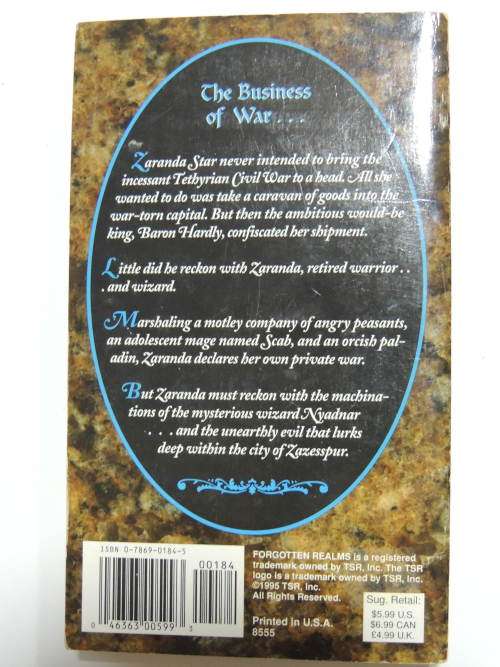 The Business
of War . . .
Zaranda Star never intended to bring the
incessant Tethyrian Civil War to a head. All she
wanted to do was take a caravan of goods into the
war-torn capital. But then the ambitious would-be
king, Baron Hardly, confiscated her shipment.
Little did he reckon with Zaranda, retired warrior . .
. and wizard.
Marshaling a motley company of angry peasants,
an adolescent mage named Scab, and an orcish pal-
adin, Zaranda declares her own private war.
But Zaranda must reckon with the machina-
tions of the mysterious wizard Nyadnar
. . . and the unearthly evil that lurks
deep within the city of Zazesspur.
ISBN 0-7869-0184-5
00184
0 46363 00599 3
FORGOTTEN REALMS is a registered
trademark owned by TSR, Inc. The TSR
logo is a trademark owned by TSR, Inc.
©1995 TSR, Inc.
All Rights Reserved.
Printed in U.S.A.
8555
Sug. Retail:
$5.99 U.S.
$6.99 CAN
£4.99 U.K.